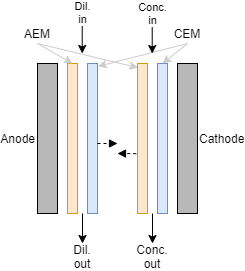 Dil.
in
Conc.
in
AEM
CEM
Anode
Cathode
Dil.
out
Conc.
out